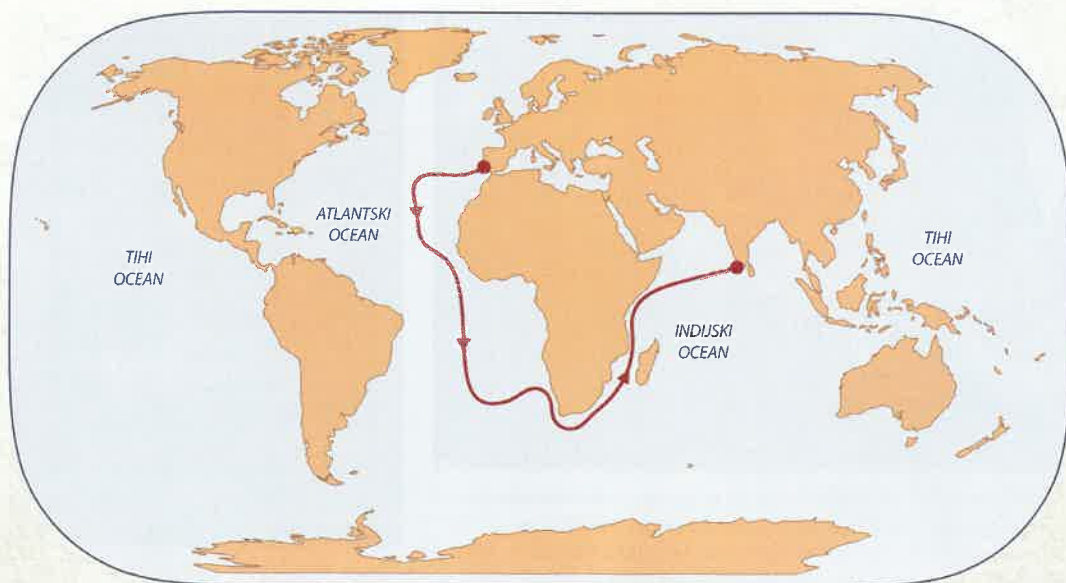 ATLANTSKI
OCEAN
TIHI
OCEAN
TIHI
OCEAN
INDIJSKI
OCEAN